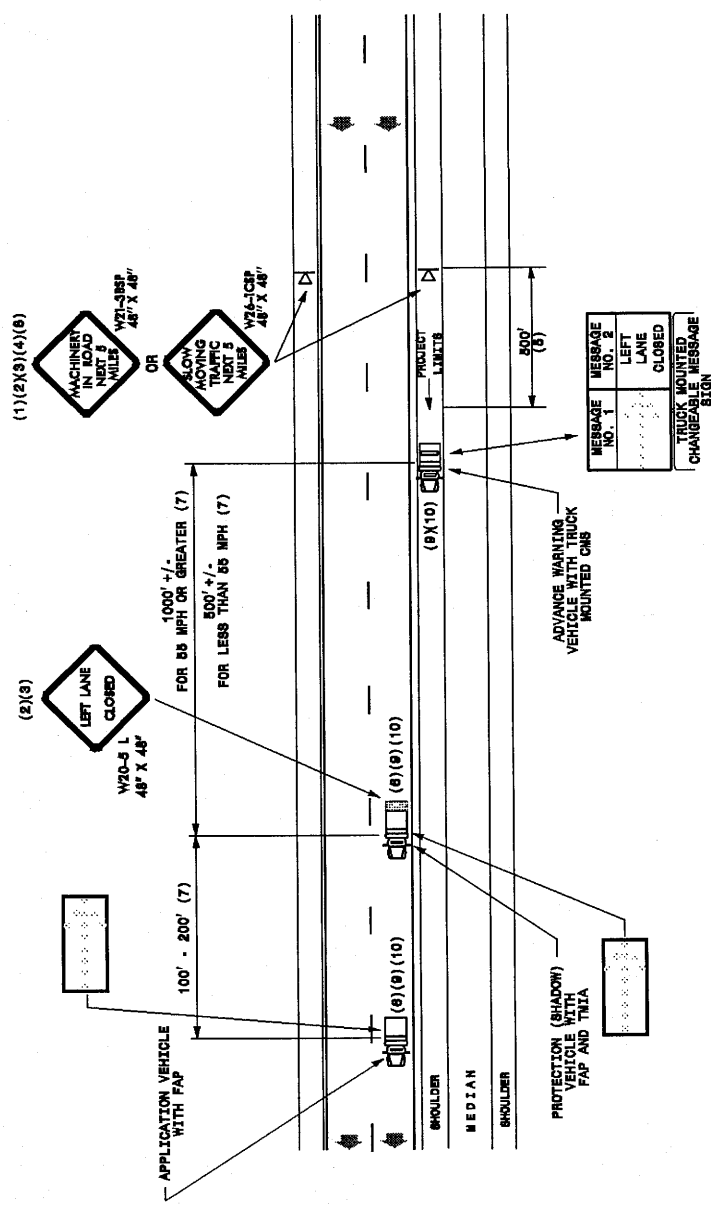 (1)(2)(3)(4)(8)
MACHINERY
IN ROAD
NEXT 5
MILES
W21-3BSP
48" X 48"
OR
SLOW
MOVING
TRAFFIC
NEXT 5
MILES
W26-1CSP
48" X 48"
(2)(3)
LEFT LANE
CLOSED
W20-5 L
48" X 48"
1000' +/-
FOR 55 MPH OR GREATER (7)
500' +/-
FOR LESS THAN 55 MPH (7)
100' - 200' (7)
APPLICATION VEHICLE
WITH FAP
(6)(9)(10)
(6)(9)(10)
(9)(10)
PROJECT
LIMITS
500'
(5)
SHOULDER
MEDIAN
SHOULDER
PROTECTION (SHADOW)
VEHICLE WITH
FAP AND TMIA
ADVANCE WARNING
VEHICLE WITH TRUCK
MOUNTED CMS
MESSAGE
NO. 1
MESSAGE
NO. 2
LEFT
LANE
CLOSED
TRUCK MOUNTED
CHANGEABLE MESSAGE
SIGN